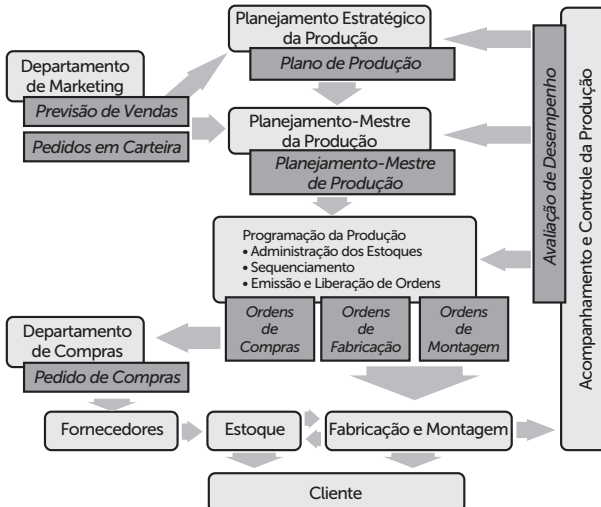 Planejamento Estratégico
da Produção
Plano de Produção
Departamento
de Marketing
Previsão de Vendas
Pedidos em Carteira
Planejamento-Mestre
da Produção
Planejamento-Mestre
de Produção
Programação da Produção
• Administração dos Estoques
• Sequenciamento
• Emissão e Liberação de Ordens
Ordens
de
Compras
Ordens
de
Fabricação
Ordens
de
Montagem
Departamento
de Compras
Pedido de Compras
Fornecedores
Estoque
Fabricação e Montagem
Cliente
Avaliação de Desempenho
Acompanhamento e Controle da Produção